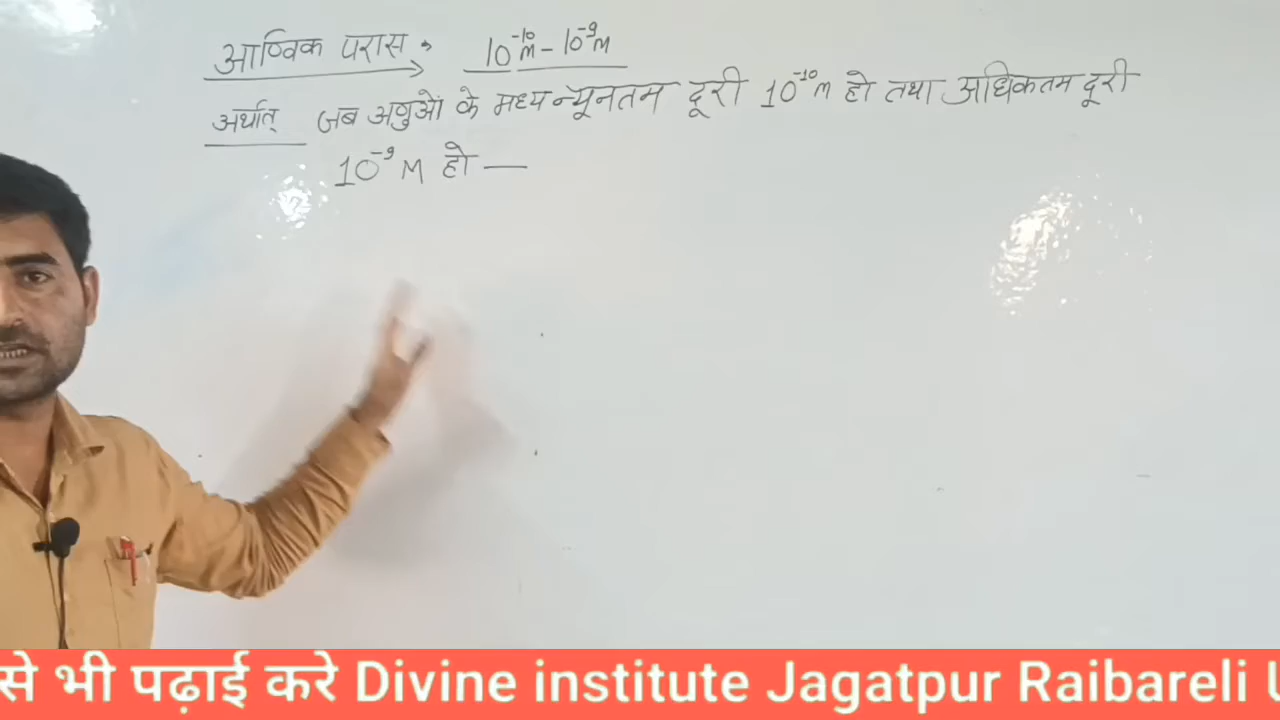 आण्विक परास → 10⁻¹⁰m - 10⁻⁹m
अर्थात् जब अणुओं के मध्य न्यूनतम दूरी 10⁻¹⁰m हो तथा अधिकतम दूरी
10⁻⁹ M हो —
से भी पढ़ाई करे Divine institute Jagatpur Raibareli U